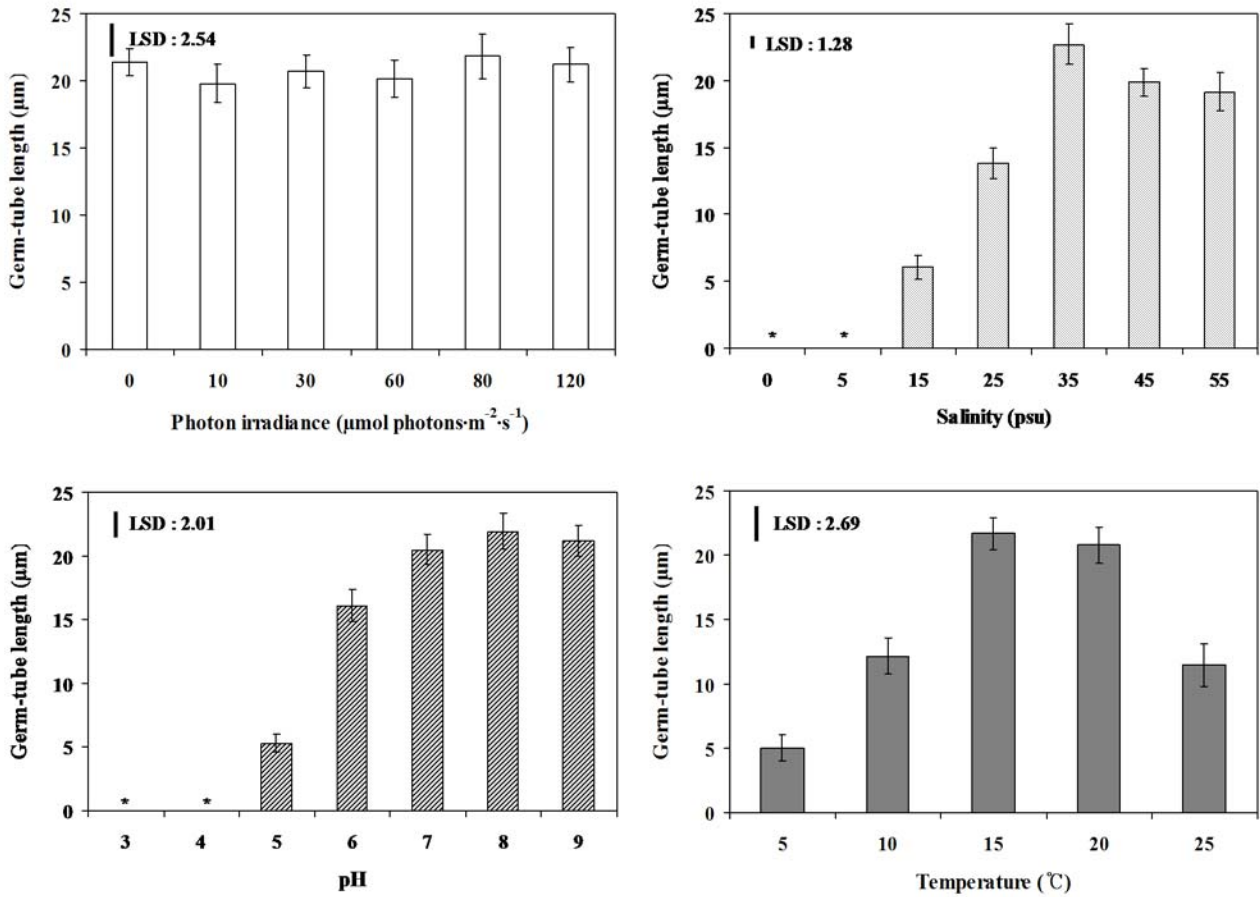 25
20
15
10
5
0
Germ-tube length (µm)
LSD : 2.54
0 10 30 60 80 120
Photon irradiance (µmol photons·m⁻²·s⁻¹)
25
20
15
10
5
0
Germ-tube length (µm)
LSD : 1.28
* *
0 5 15 25 35 45 55
Salinity (psu)
25
20
15
10
5
0
Germ-tube length (µm)
LSD : 2.01
* *
3 4 5 6 7 8 9
pH
25
20
15
10
5
0
Germ-tube length (µm)
LSD : 2.69
5 10 15 20 25
Temperature (℃)